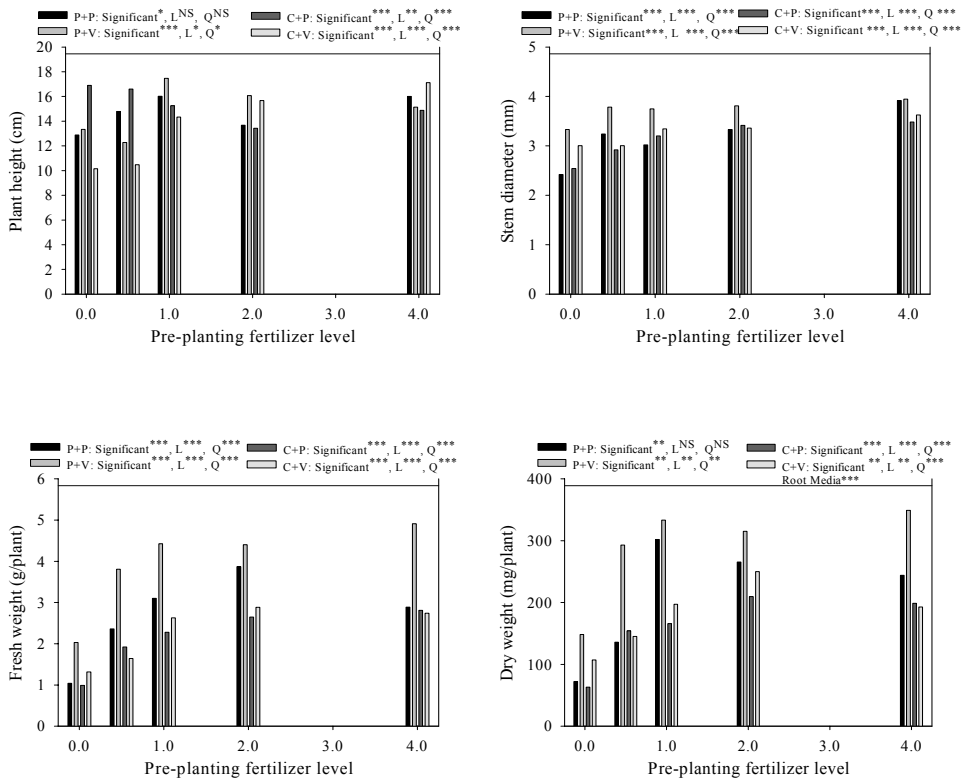 P+P: Significant*, L^NS, Q^NS C+P: Significant***, L**, Q***
P+V: Significant***, L*, Q* C+V: Significant***, L***, Q***
20
18
16
14
12
10
8
6
4
2
0
Plant height (cm)
0.0 1.0 2.0 3.0 4.0
Pre-planting fertilizer level
P+P: Significant***, L***, Q*** C+P: Significant***, L ***, Q ***
P+V: Significant***, L ***, Q*** C+V: Significant ***, L ***, Q ***
5
4
3
2
1
0
Stem diameter (mm)
0.0 1.0 2.0 3.0 4.0
Pre-planting fertilizer level
P+P: Significant***, L***, Q*** C+P: Significant***, L***, Q***
P+V: Significant***, L***, Q*** C+V: Significant***, L***, Q***
6
5
4
3
2
1
0
Fresh weight (g/plant)
0.0 1.0 2.0 3.0 4.0
Pre-planting fertilizer level
P+P: Significant**, L^NS, Q^NS C+P: Significant***, L***, Q***
P+V: Significant**, L**, Q** C+V: Significant**, L**, Q***
Root Media***
400
300
200
100
0
Dry weight (mg/plant)
0.0 1.0 2.0 3.0 4.0
Pre-planting fertilizer level